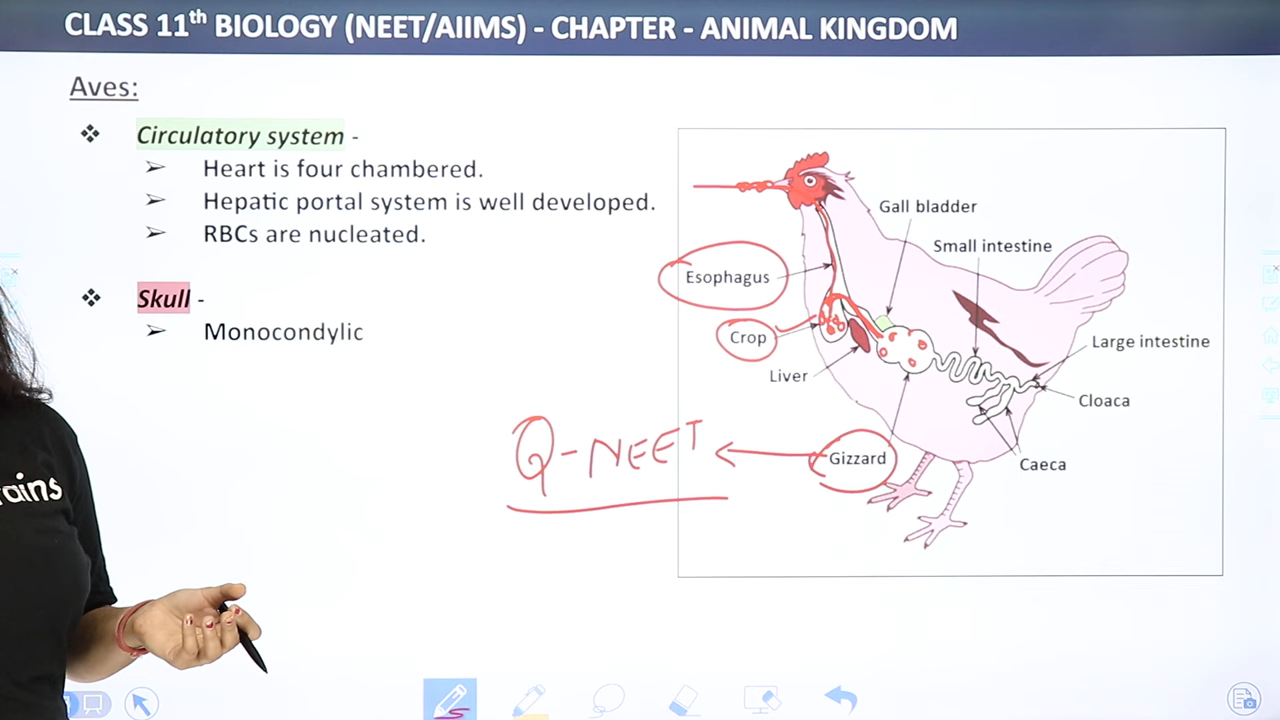 CLASS 11th BIOLOGY (NEET/AIIMS) - CHAPTER - ANIMAL KINGDOM
Aves:
❖ Circulatory system -
➢ Heart is four chambered.
➢ Hepatic portal system is well developed.
➢ RBCs are nucleated.
❖ Skull -
➢ Monocondylic
Gall bladder
Small intestine
Esophagus
Crop
Large intestine
Liver
Cloaca
Gizzard
Caeca
Q-NEET